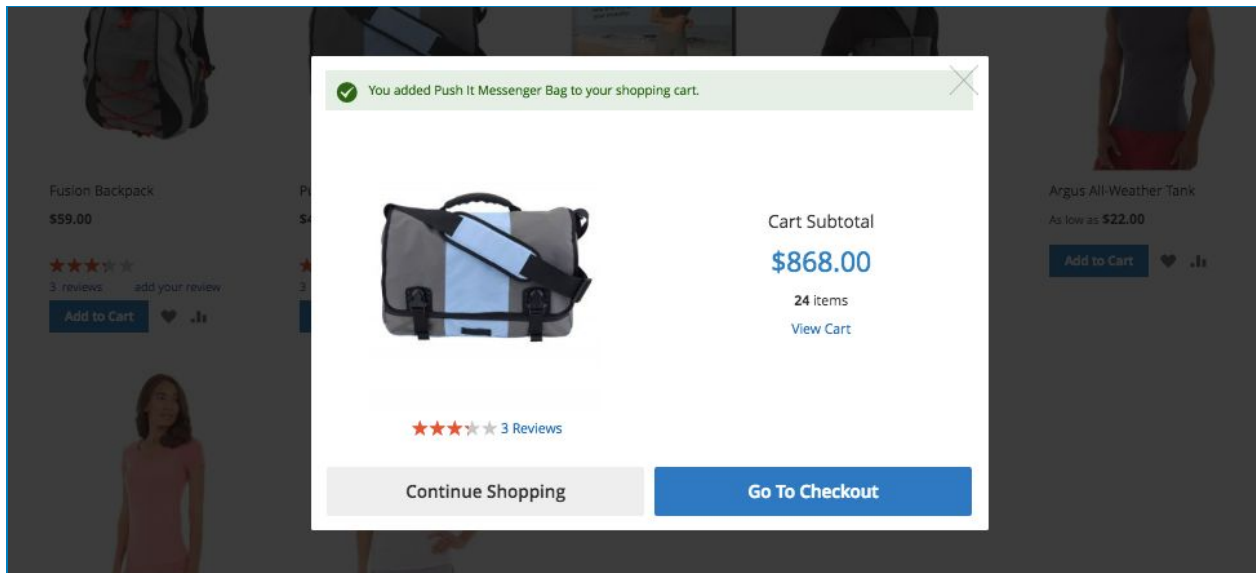 You added Push It Messenger Bag to your shopping cart.
Cart Subtotal
$868.00
24 items
View Cart
3 Reviews
Continue Shopping
Go To Checkout
Fusion Backpack
$59.00
3 reviews add your review
Add to Cart
Argus All-Weather Tank
As low as $22.00
Add to Cart